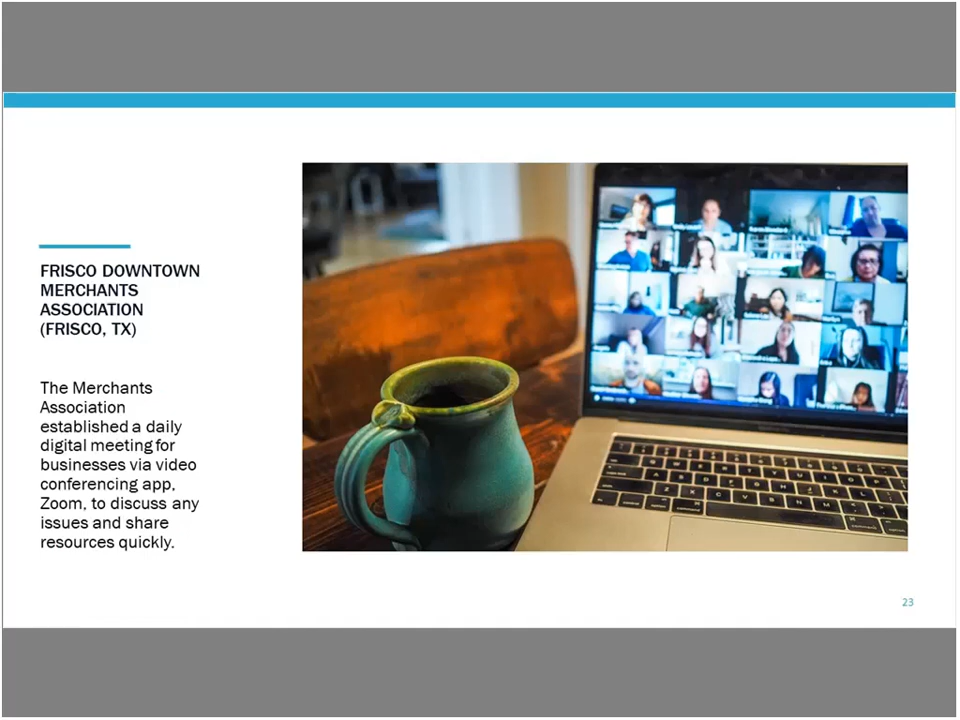 FRISCO DOWNTOWN
MERCHANTS
ASSOCIATION
(FRISCO, TX)
The Merchants
Association
established a daily
digital meeting for
businesses via video
conferencing app,
Zoom, to discuss any
issues and share
resources quickly.
23